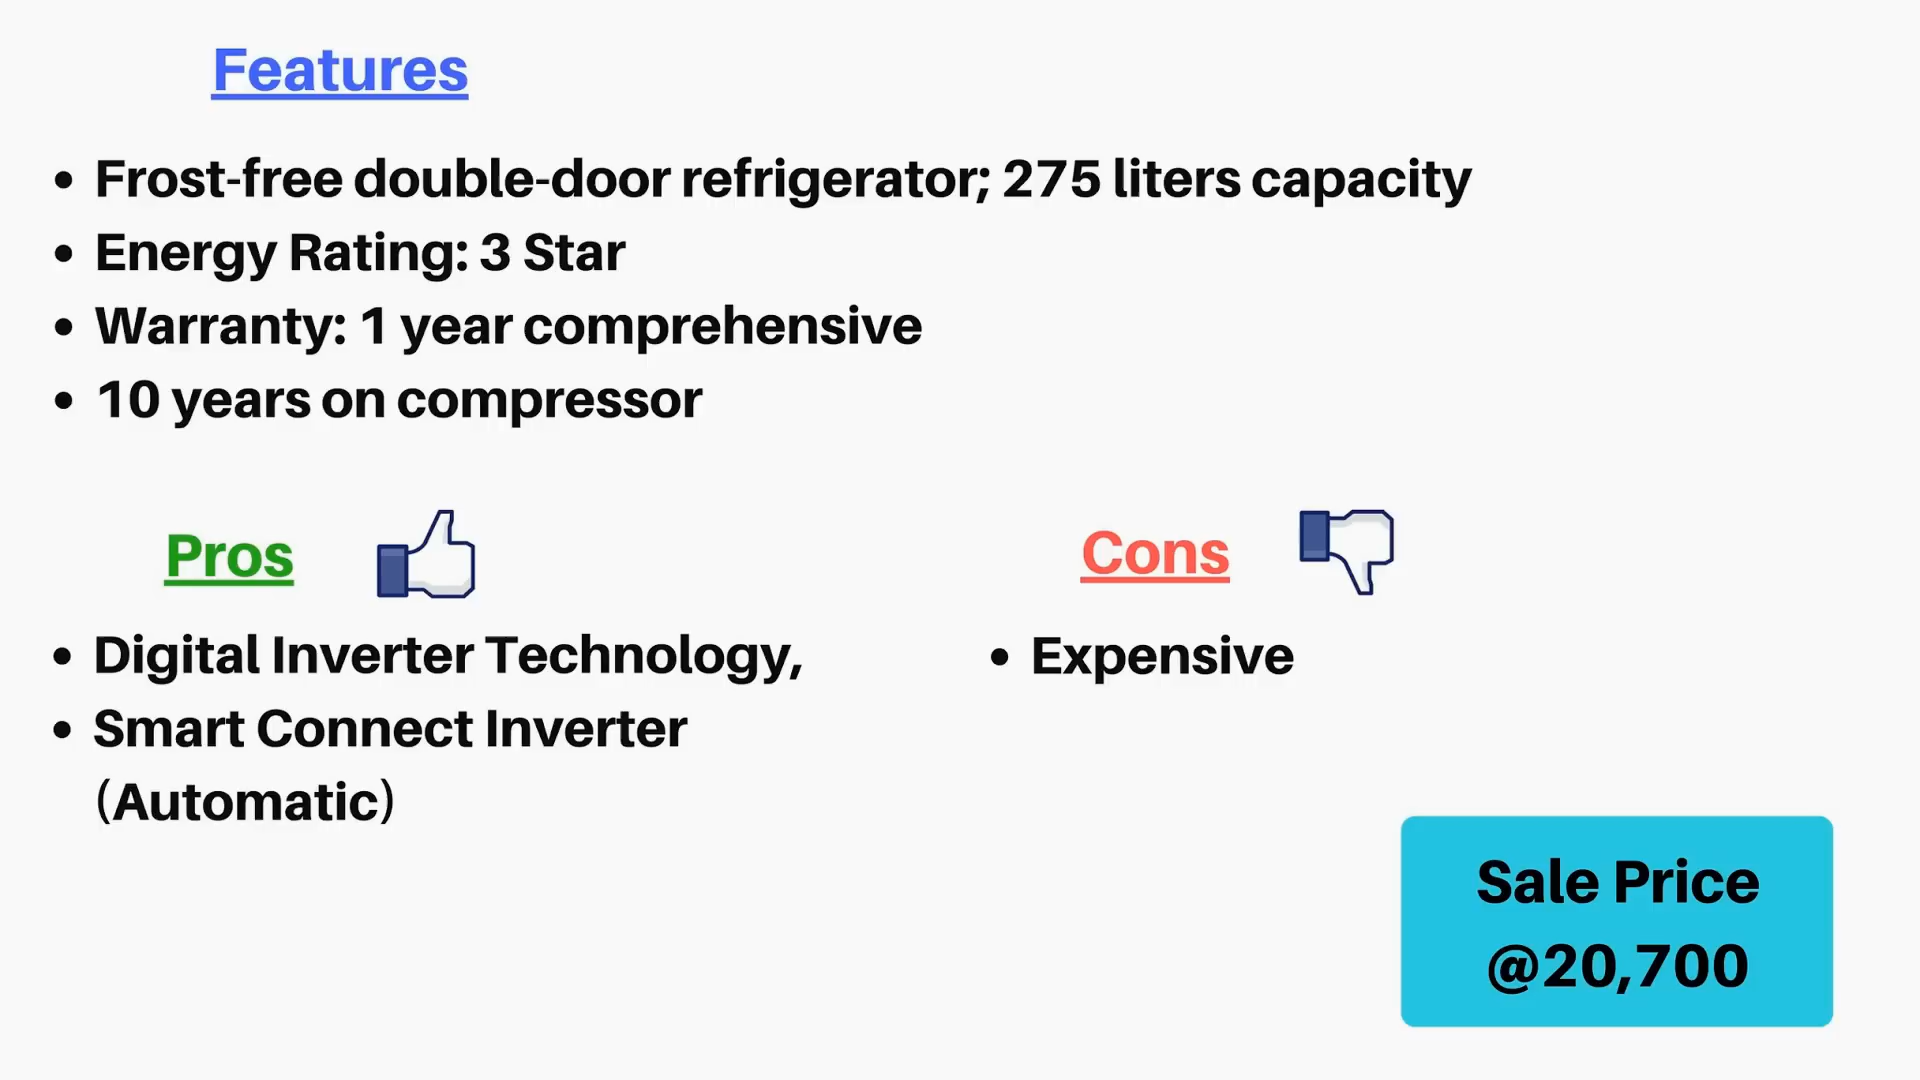 Features
• Frost-free double-door refrigerator; 275 liters capacity
• Energy Rating: 3 Star
• Warranty: 1 year comprehensive
• 10 years on compressor
Pros
• Digital Inverter Technology,
• Smart Connect Inverter
(Automatic)
Cons
• Expensive
Sale Price
@20,700